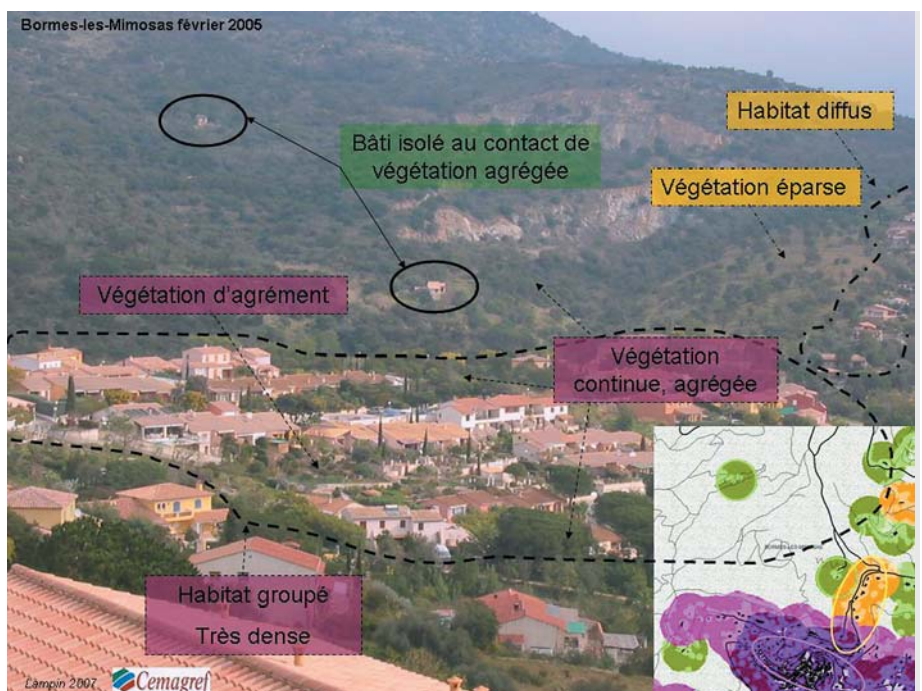 Bormes-les-Mimosas février 2005
Habitat diffus
Bâti isolé au contact de
végétation agrégée
Végétation éparse
Végétation d'agrément
Végétation
continue, agrégée
Habitat groupé
Très dense
Lampin 2007
Cemagref